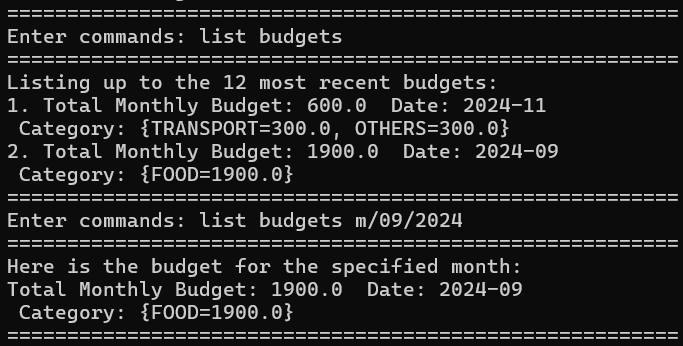 ========================================================
Enter commands: list budgets
========================================================
Listing up to the 12 most recent budgets:
1. Total Monthly Budget: 600.0  Date: 2024-11
 Category: {TRANSPORT=300.0, OTHERS=300.0}
2. Total Monthly Budget: 1900.0  Date: 2024-09
 Category: {FOOD=1900.0}
========================================================
Enter commands: list budgets m/09/2024
========================================================
Here is the budget for the specified month:
Total Monthly Budget: 1900.0  Date: 2024-09
 Category: {FOOD=1900.0}
========================================================